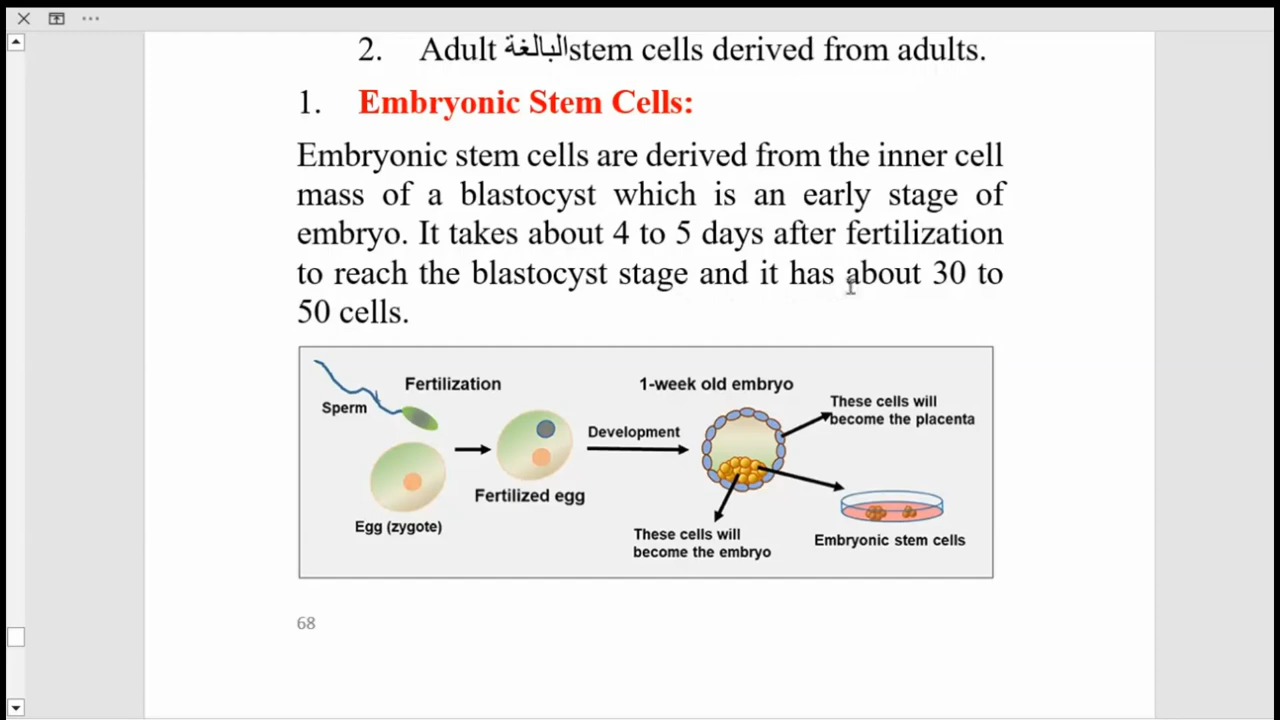 2. Adult البالغة stem cells derived from adults.
1. Embryonic Stem Cells:
Embryonic stem cells are derived from the inner cell
mass of a blastocyst which is an early stage of
embryo. It takes about 4 to 5 days after fertilization
to reach the blastocyst stage and it has about 30 to
50 cells.
Fertilization
1-week old embryo
Sperm
These cells will
become the placenta
Development
Fertilized egg
Egg (zygote)
These cells will
become the embryo
Embryonic stem cells
68